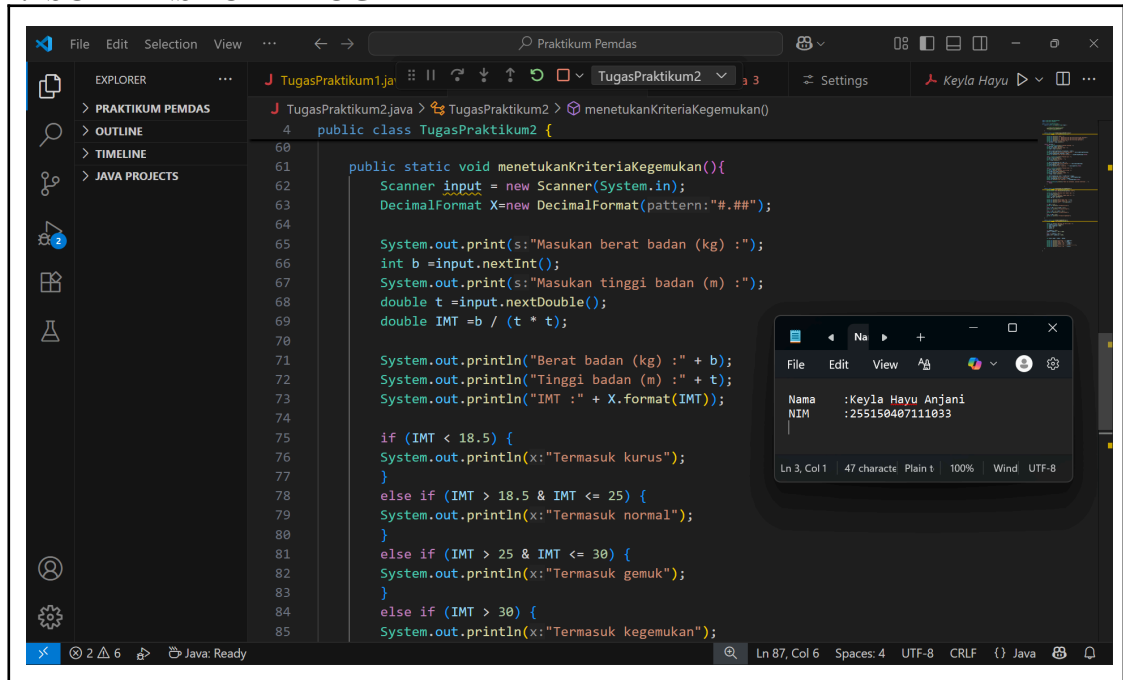 File Edit Selection View ... Praktikum Pemdas
EXPLORER ...
PRAKTIKUM PEMDAS
OUTLINE
TIMELINE
JAVA PROJECTS
2
TugasPraktikum1.ja TugasPraktikum2 a 3 Settings Keyla Hayu ...
TugasPraktikum2.java > TugasPraktikum2 > menetukanKriteriaKegemukan()
4 public class TugasPraktikum2 {
60
61 public static void menetukanKriteriaKegemukan(){
62 Scanner input = new Scanner(System.in);
63 DecimalFormat X=new DecimalFormat(pattern:"#.##");
64
65 System.out.print(s:"Masukan berat badan (kg) :");
66 int b =input.nextInt();
67 System.out.print(s:"Masukan tinggi badan (m) :");
68 double t =input.nextDouble();
69 double IMT =b / (t * t);
70
71 System.out.println("Berat badan (kg) :" + b);
72 System.out.println("Tinggi badan (m) :" + t);
73 System.out.println("IMT :" + X.format(IMT));
74
75 if (IMT < 18.5) {
76 System.out.println(x:"Termasuk kurus");
77 }
78 else if (IMT > 18.5 & IMT <= 25) {
79 System.out.println(x:"Termasuk normal");
80 }
81 else if (IMT > 25 & IMT <= 30) {
82 System.out.println(x:"Termasuk gemuk");
83 }
84 else if (IMT > 30) {
85 System.out.println(x:"Termasuk kegemukan");
Na
File Edit View
Nama :Keyla Hayu Anjani
NIM :255150407111033
Ln 3, Col 1 47 characte Plain t 100% Wind UTF-8
2 6 Java: Ready Ln 87, Col 6 Spaces: 4 UTF-8 CRLF {} Java